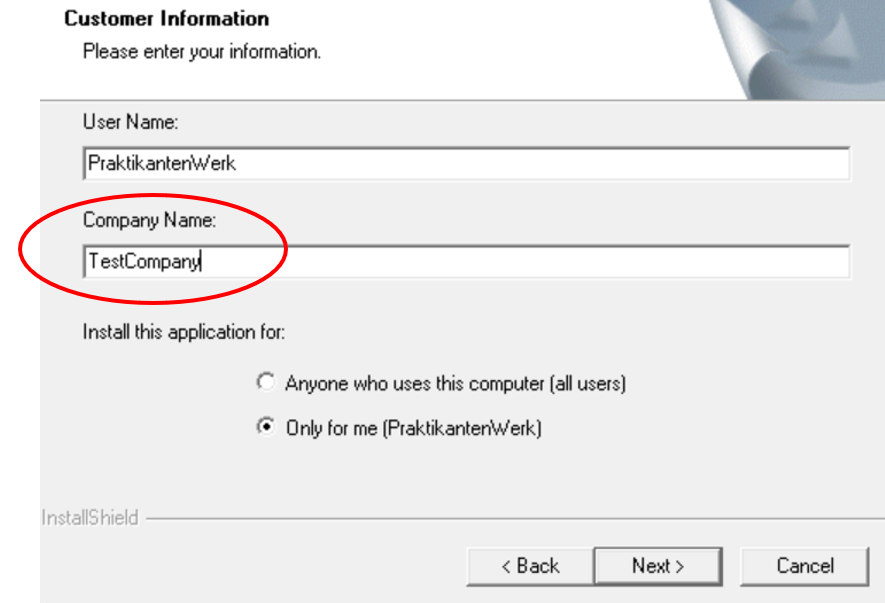 Customer Information
Please enter your information.
User Name:
PraktikantenWerk
Company Name:
TestCompany
Install this application for:
Anyone who uses this computer (all users)
Only for me (PraktikantenWerk)
InstallShield
< Back Next > Cancel